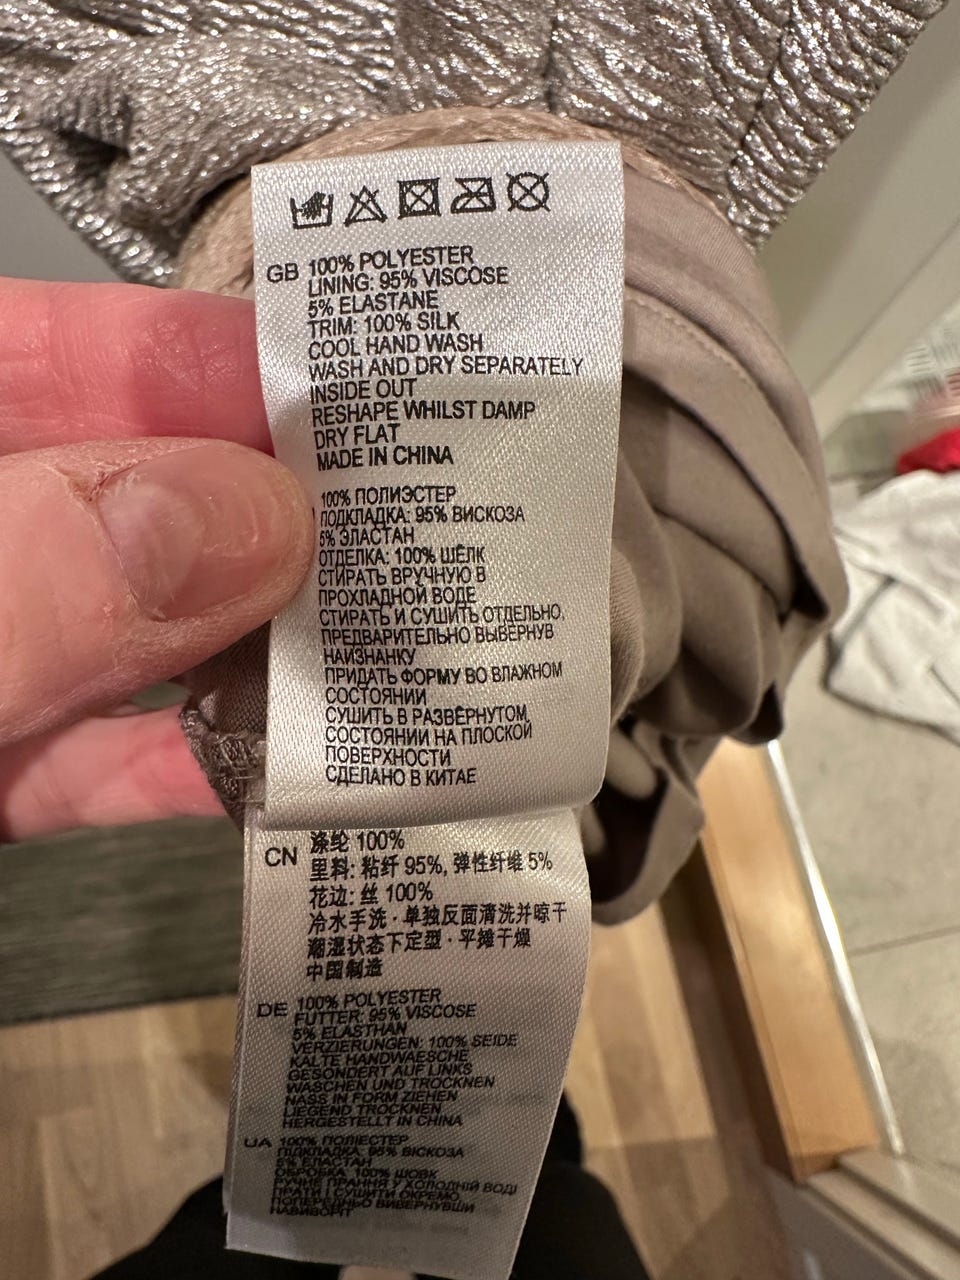 GB 100% POLYESTER
LINING: 95% VISCOSE
5% ELASTANE
TRIM: 100% SILK
COOL HAND WASH
WASH AND DRY SEPARATELY
INSIDE OUT
RESHAPE WHILST DAMP
DRY FLAT
MADE IN CHINA
100% ПОЛИЭСТЕР
ПОДКЛАДКА: 95% ВИСКОЗА
5% ЭЛАСТАН
ОТДЕЛКА: 100% ШЁЛК
СТИРАТЬ ВРУЧНУЮ В
ПРОХЛАДНОЙ ВОДЕ
СТИРАТЬ И СУШИТЬ ОТДЕЛЬНО,
ПРЕДВАРИТЕЛЬНО ВЫВЕРНУВ
НАИЗНАНКУ
ПРИДАТЬ ФОРМУ ВО ВЛАЖНОМ
СОСТОЯНИИ
СУШИТЬ В РАЗВЁРНУТОМ
СОСТОЯНИИ НА ПЛОСКОЙ
ПОВЕРХНОСТИ
СДЕЛАНО В КИТАЕ
CN 涤纶 100%
里料: 粘纤 95%, 弹性纤维 5%
花边: 丝 100%
冷水手洗 · 单独反面清洗并晾干
潮湿状态下定型 · 平摊干燥
中国制造
DE 100% POLYESTER
FUTTER: 95% VISCOSE
5% ELASTHAN
VERZIERUNGEN: 100% SEIDE
KALTE HANDWAESCHE
GESONDERT AUF LINKS
WASCHEN UND TROCKNEN
NASS IN FORM ZIEHEN
LIEGEND TROCKNEN
HERGESTELLT IN CHINA
UA 100% ПОЛІЕСТЕР
ПІДКЛАДКА: 95% ВІСКОЗА
5% ЕЛАСТАН
ОБРОБКА: 100% ШОВК
РУЧНЕ ПРАННЯ У ХОЛОДНІЙ ВОДІ
ПРАТИ І СУШИТИ ОКРЕМО,
ПОПЕРЕДНЬО ВИВЕРНУВШИ
НАВИВОРІТ